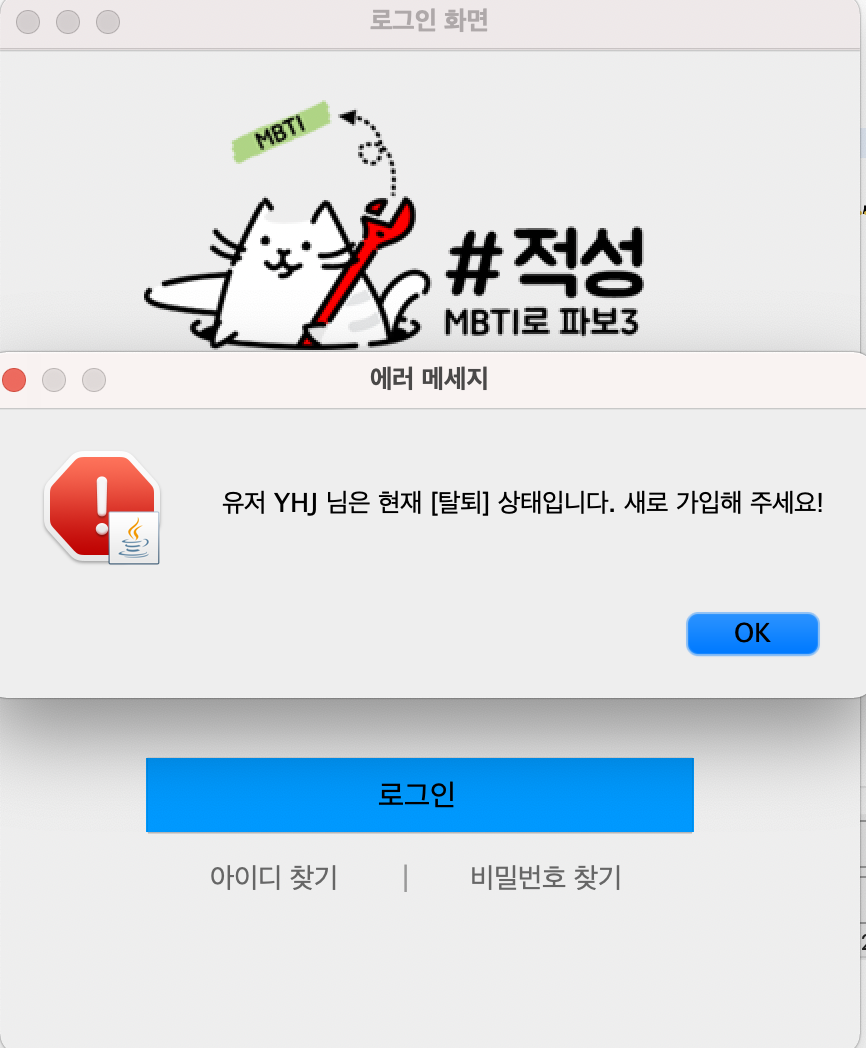 로그인 화면
MBTI
#적성
MBTI로 파보3
에러 메세지
유저 YHJ 님은 현재 [탈퇴] 상태입니다. 새로 가입해 주세요!
OK
로그인
아이디 찾기 | 비밀번호 찾기